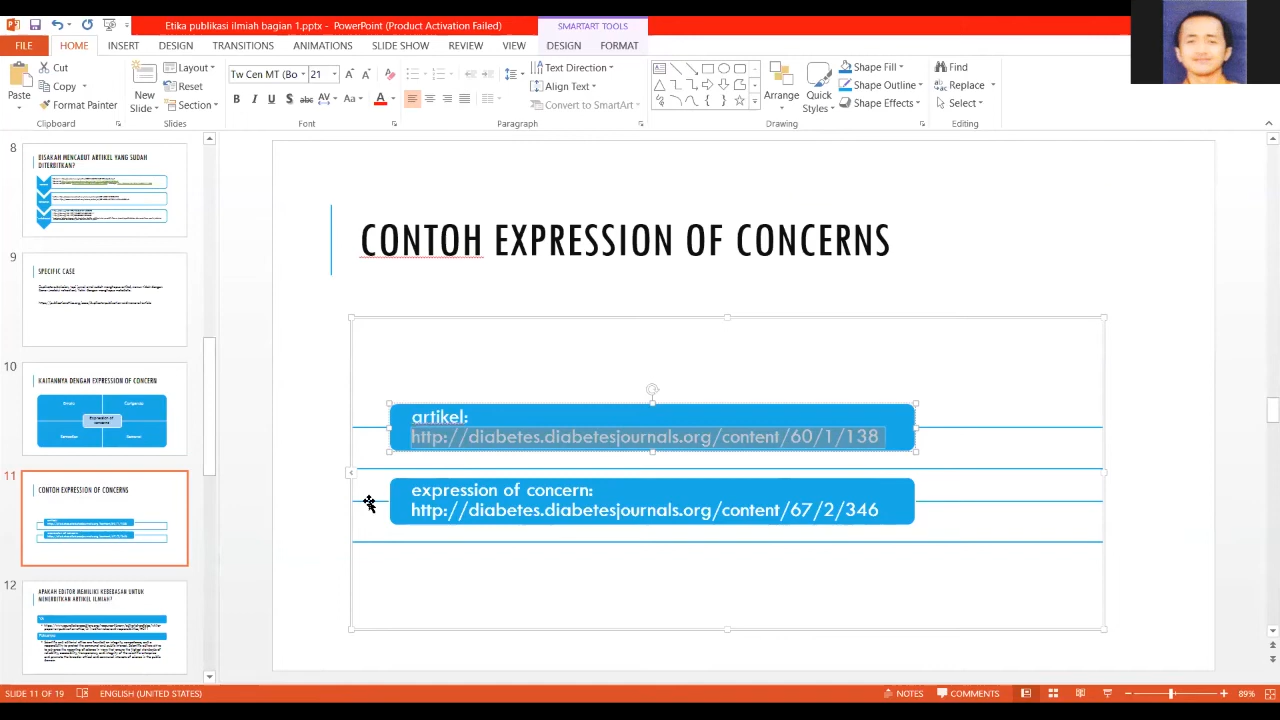 Etika publikasi ilmiah bagian 1.pptx - PowerPoint (Product Activation Failed)
SMARTART TOOLS
FILE HOME INSERT DESIGN TRANSITIONS ANIMATIONS SLIDE SHOW REVIEW VIEW DESIGN FORMAT
Paste
Cut
Copy
Format Painter
Clipboard
New Slide
Layout
Reset
Section
Slides
Tw Cen MT (Bo 21
Font
Text Direction
Align Text
Convert to SmartArt
Paragraph
Arrange
Quick Styles
Shape Fill
Shape Outline
Shape Effects
Drawing
Find
Replace
Select
Editing
8
DISAKAH MENCABUT ARTIKEL YANG SUDAH
DITERBITKAN?
9
SPECIFIC CASE
10
KAITANNYA DENGAN EXPRESSION OF CONCERN
11
CONTOH EXPRESSION OF CONCERNS
12
APAKAH EDITOR MEMILIKI KEBEBASAN UNTUK
MENERBITKAN ARTIKEL ILMIAH?
CONTOH EXPRESSION OF CONCERNS
artikel:
http://diabetes.diabetesjournals.org/content/60/1/138
expression of concern:
http://diabetes.diabetesjournals.org/content/67/2/346
SLIDE 11 OF 19 ENGLISH (UNITED STATES) NOTES COMMENTS 89%